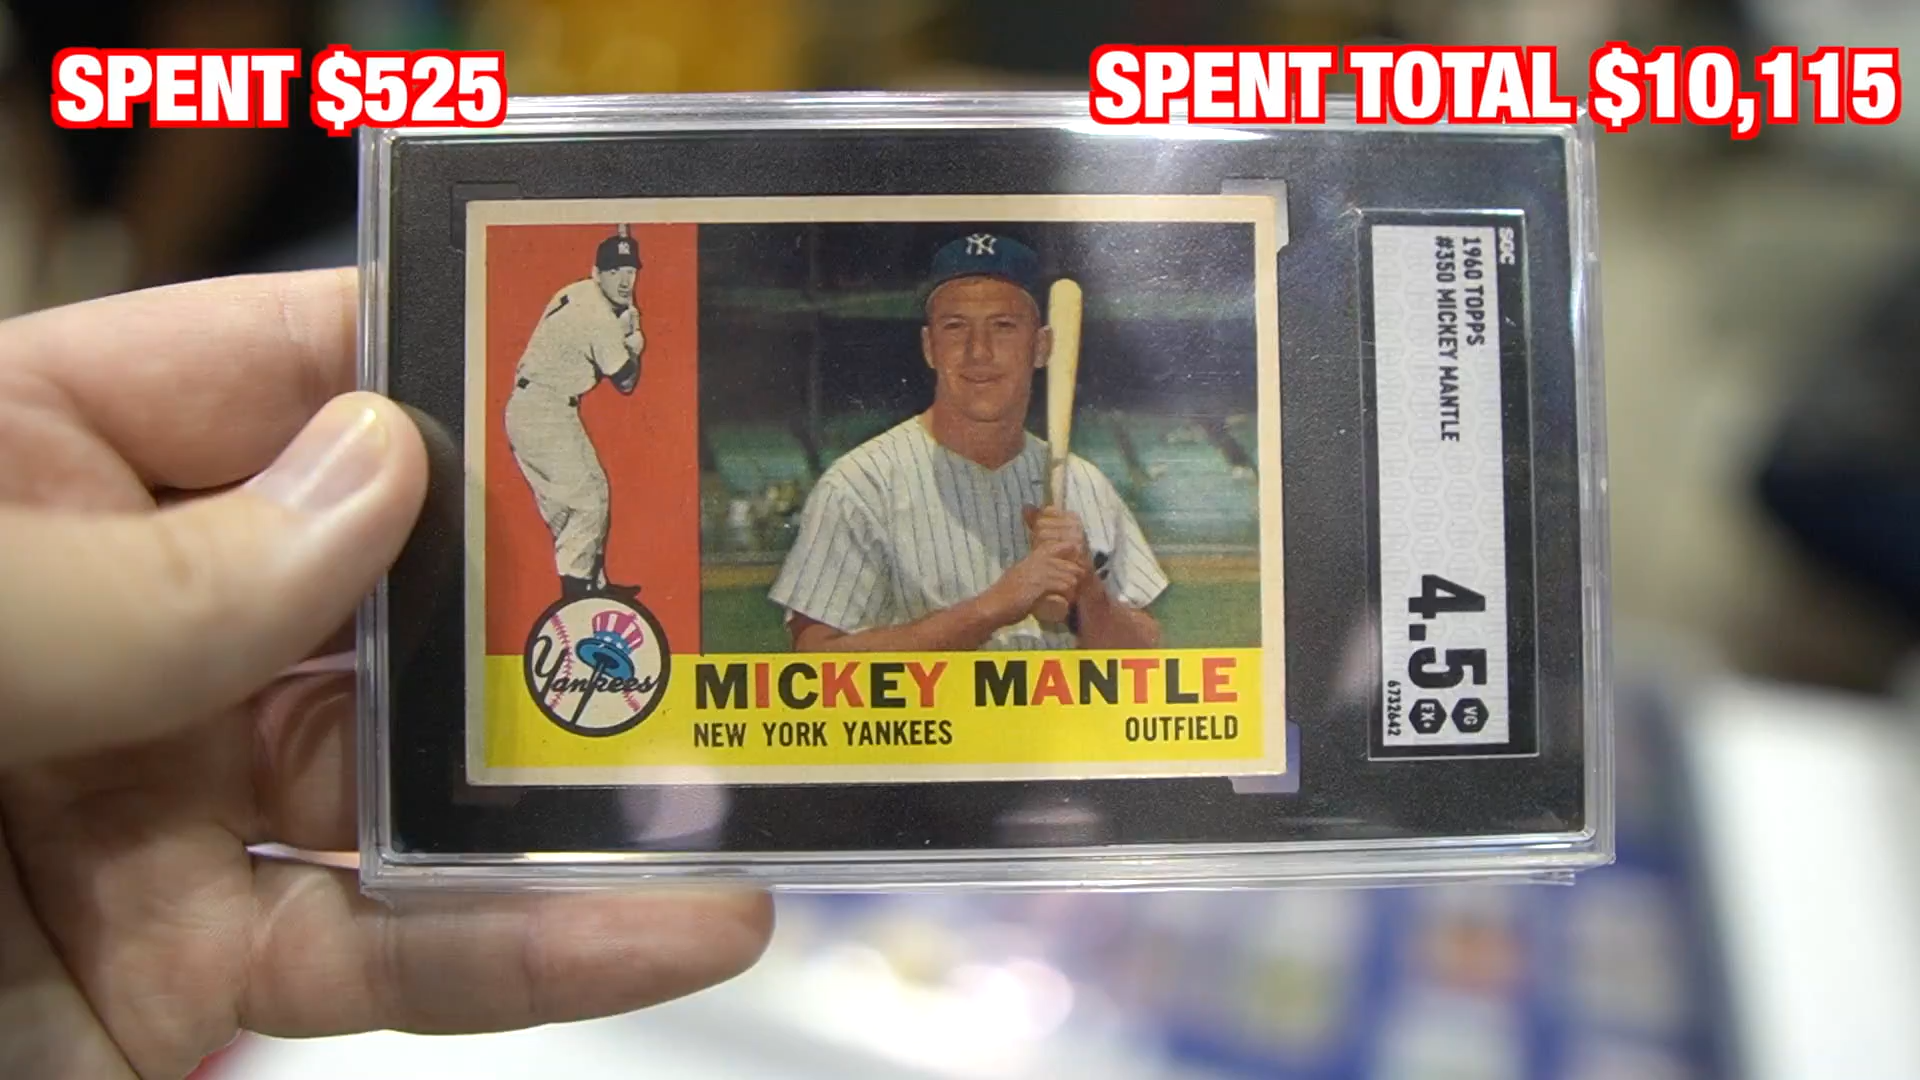 SPENT $525
SPENT TOTAL $10,115
NY
Yankees
MICKEY MANTLE
NEW YORK YANKEES
OUTFIELD
SGC
1960 TOPPS
#350 MICKEY MANTLE
4.5
VG
EX+
6732642